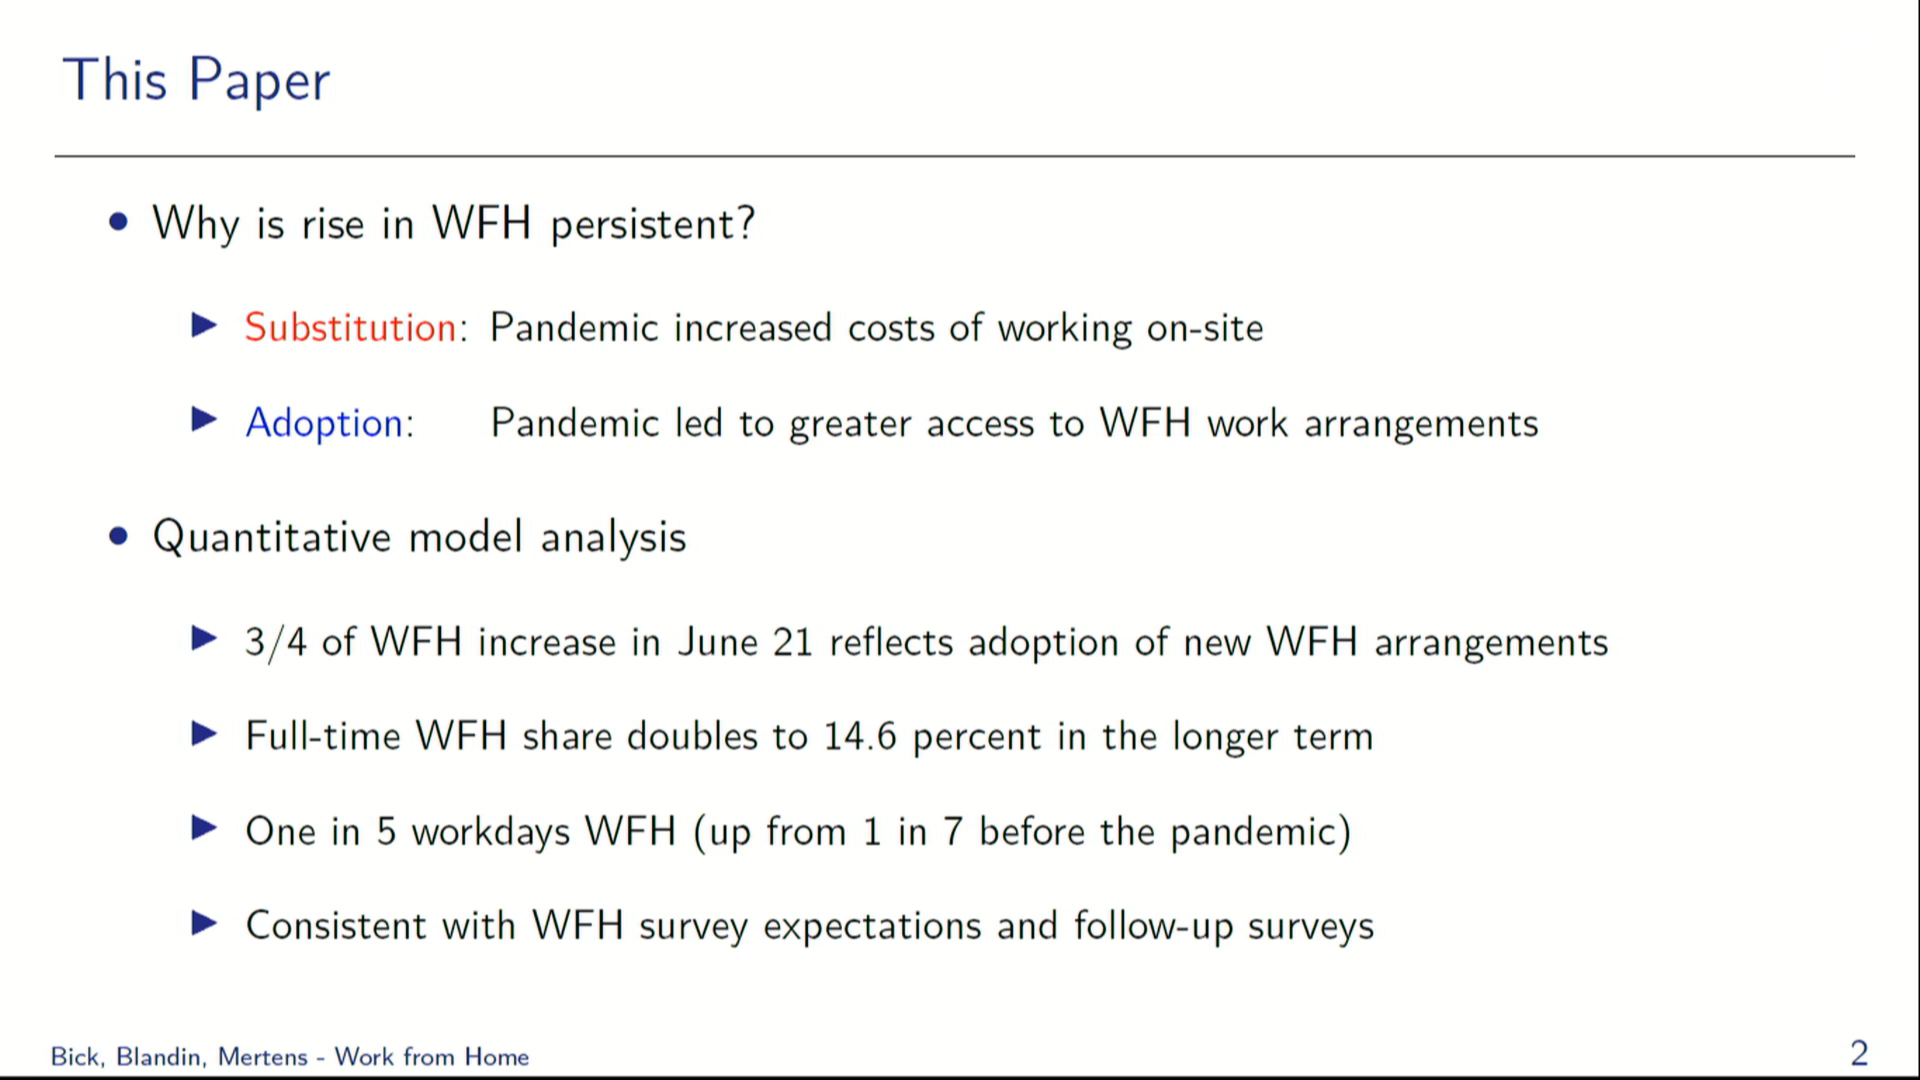 This Paper
• Why is rise in WFH persistent?
▶ Substitution: Pandemic increased costs of working on-site
▶ Adoption: Pandemic led to greater access to WFH work arrangements
• Quantitative model analysis
▶ 3/4 of WFH increase in June 21 reflects adoption of new WFH arrangements
▶ Full-time WFH share doubles to 14.6 percent in the longer term
▶ One in 5 workdays WFH (up from 1 in 7 before the pandemic)
▶ Consistent with WFH survey expectations and follow-up surveys
Bick, Blandin, Mertens - Work from Home
2